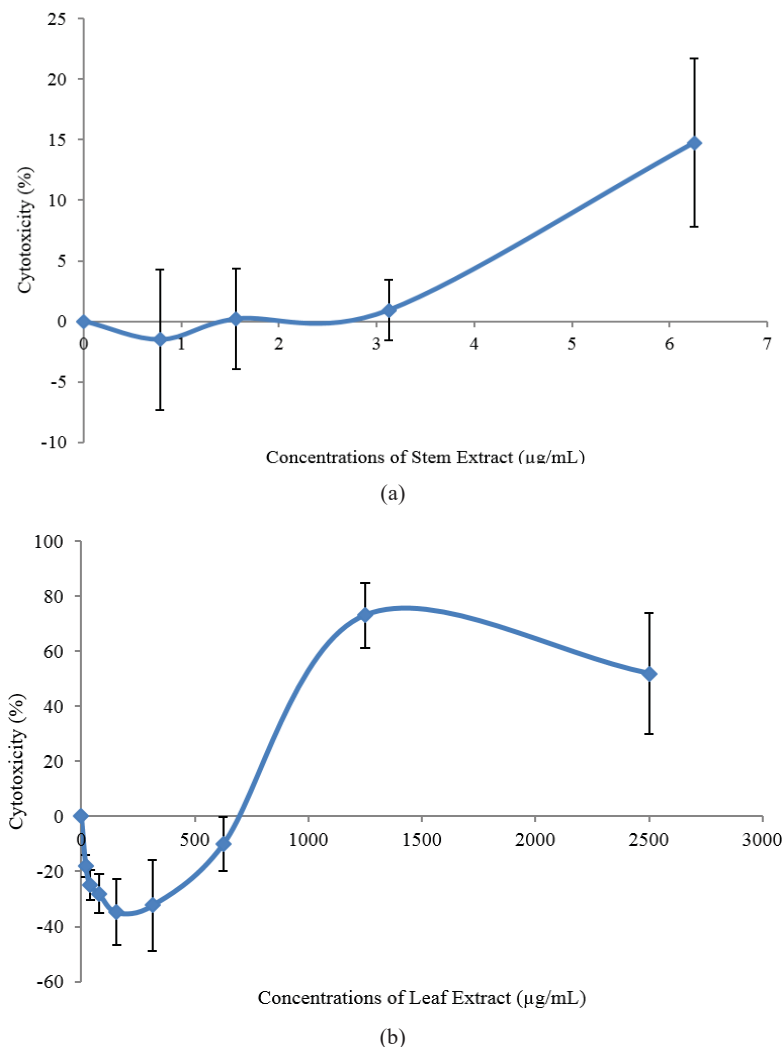 25
20
15
10
5
0
-5
-10
Cytotoxicity (%)
0 1 2 3 4 5 6 7
Concentrations of Stem Extract (µg/mL)
(a)
100
80
60
40
20
0
-20
-40
-60
Cytotoxicity (%)
0 500 1000 1500 2000 2500 3000
Concentrations of Leaf Extract (µg/mL)
(b)